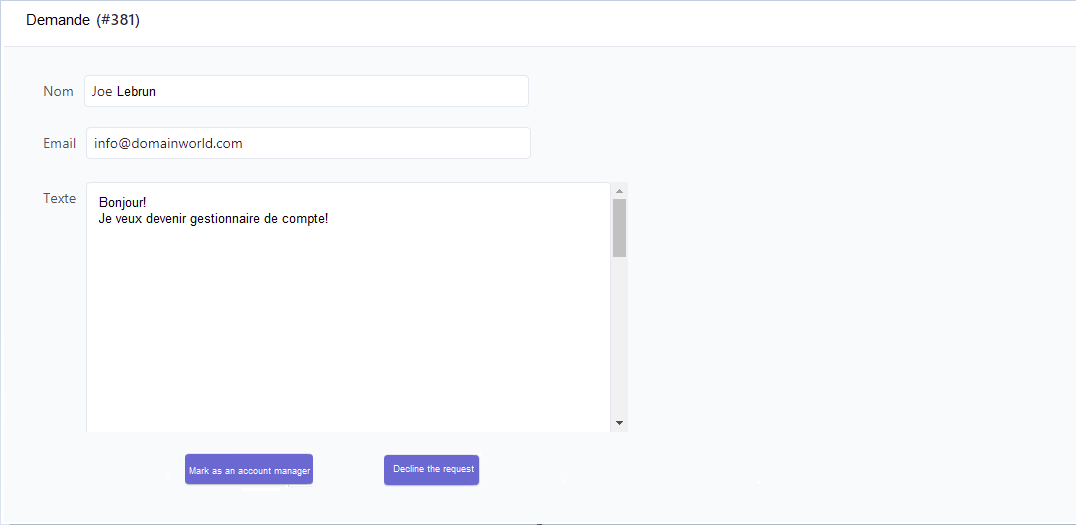 Demande (#381)
Nom Joe Lebrun
Email info@domainworld.com
Texte Bonjour!
Je veux devenir gestionnaire de compte!
Mark as an account manager Decline the request